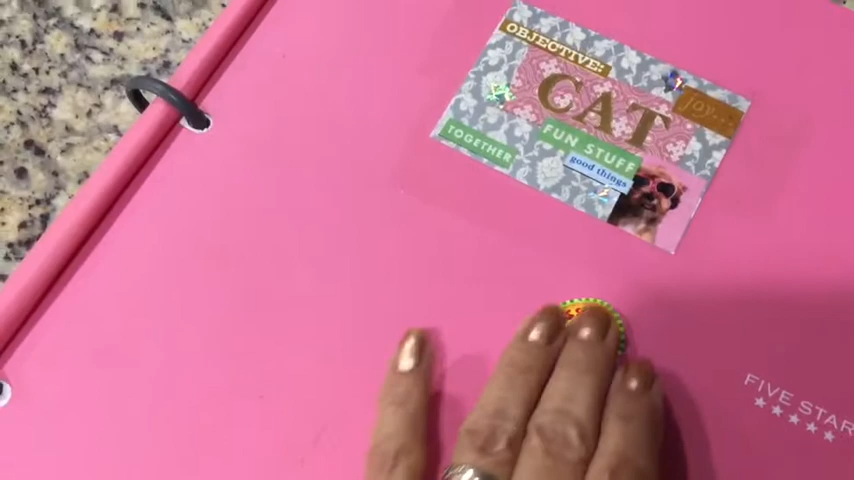 OBJECTIVE:
CAT
joy...
TOGETHER
FUN STUFF
good things
FIVE STAR